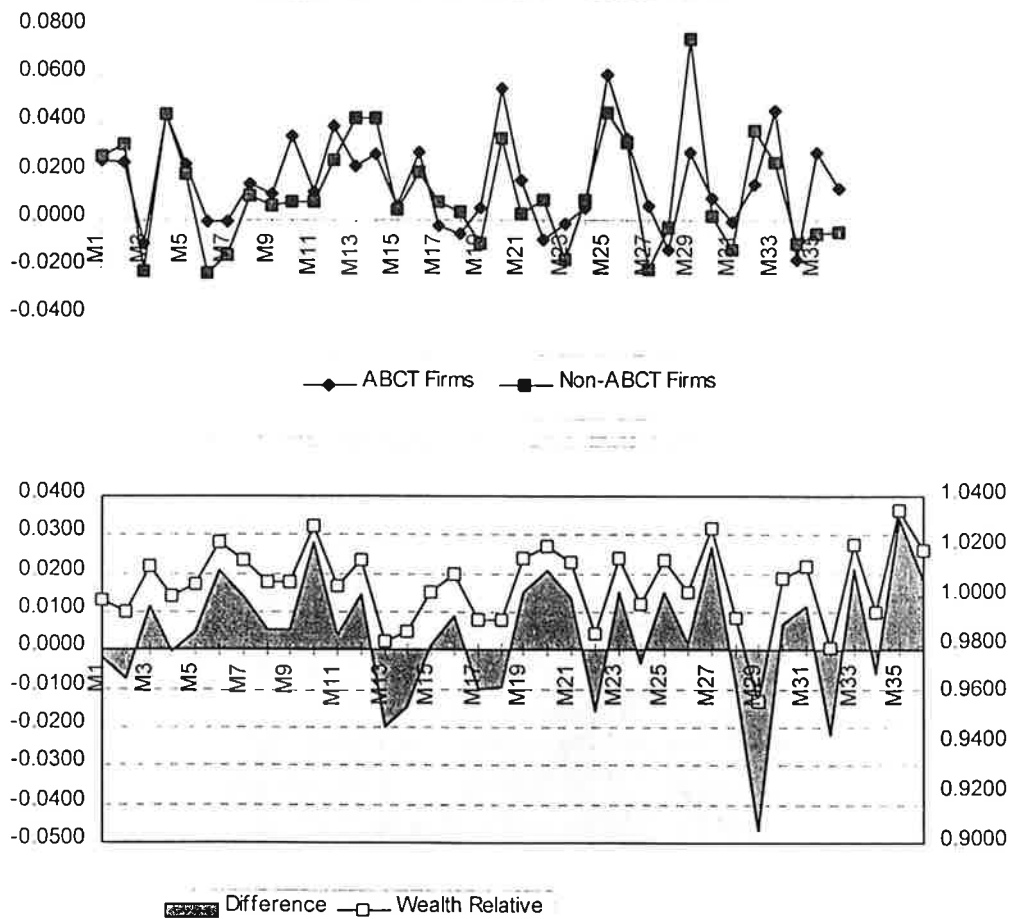 0.0800
0.0600
0.0400
0.0200
0.0000
-0.0200
-0.0400
M1
M3
M5
M7
M9
M11
M13
M15
M17
M19
M21
M23
M25
M27
M29
M31
M33
M35
ABCT Firms
Non-ABCT Firms
0.0400
0.0300
0.0200
0.0100
0.0000
-0.0100
-0.0200
-0.0300
-0.0400
-0.0500
1.0400
1.0200
1.0000
0.9800
0.9600
0.9400
0.9200
0.9000
M1
M3
M5
M7
M9
M11
M13
M15
M17
M19
M21
M23
M25
M27
M29
M31
M33
M35
Difference
Wealth Relative